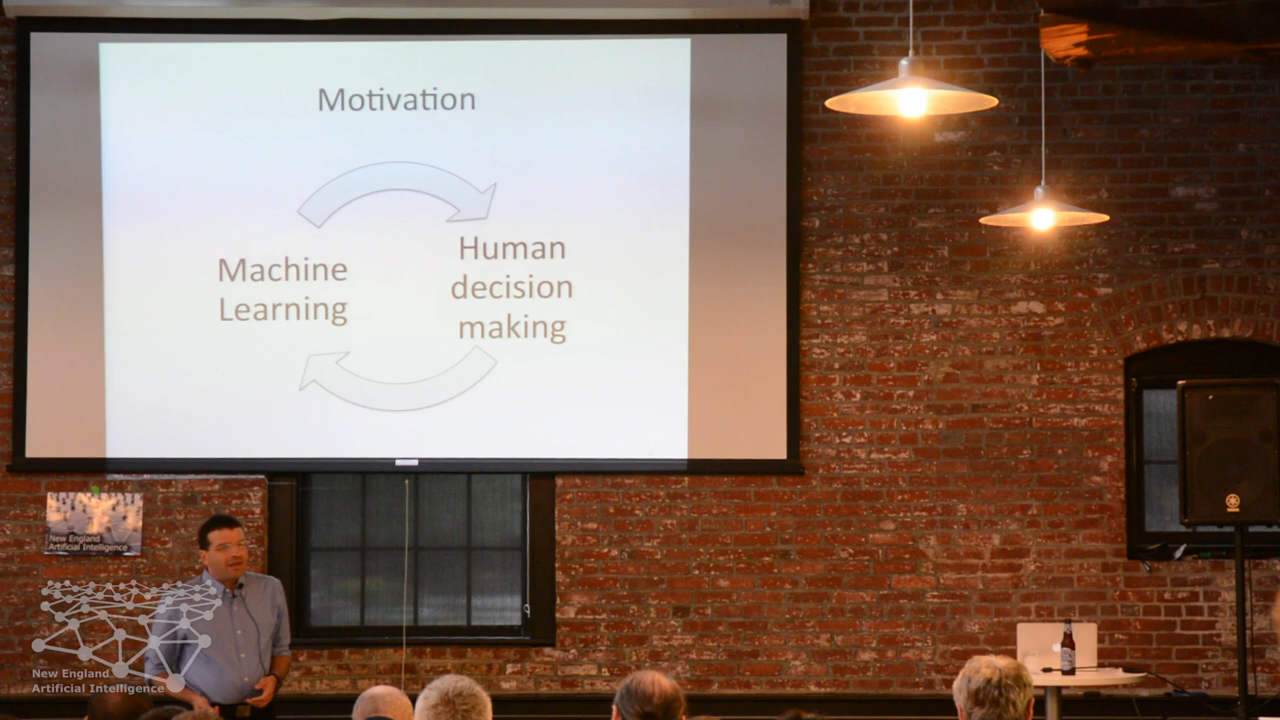 Motivation
Machine
Learning
Human
decision
making
New England
Artificial Intelligence
New England
Artificial Intelligence